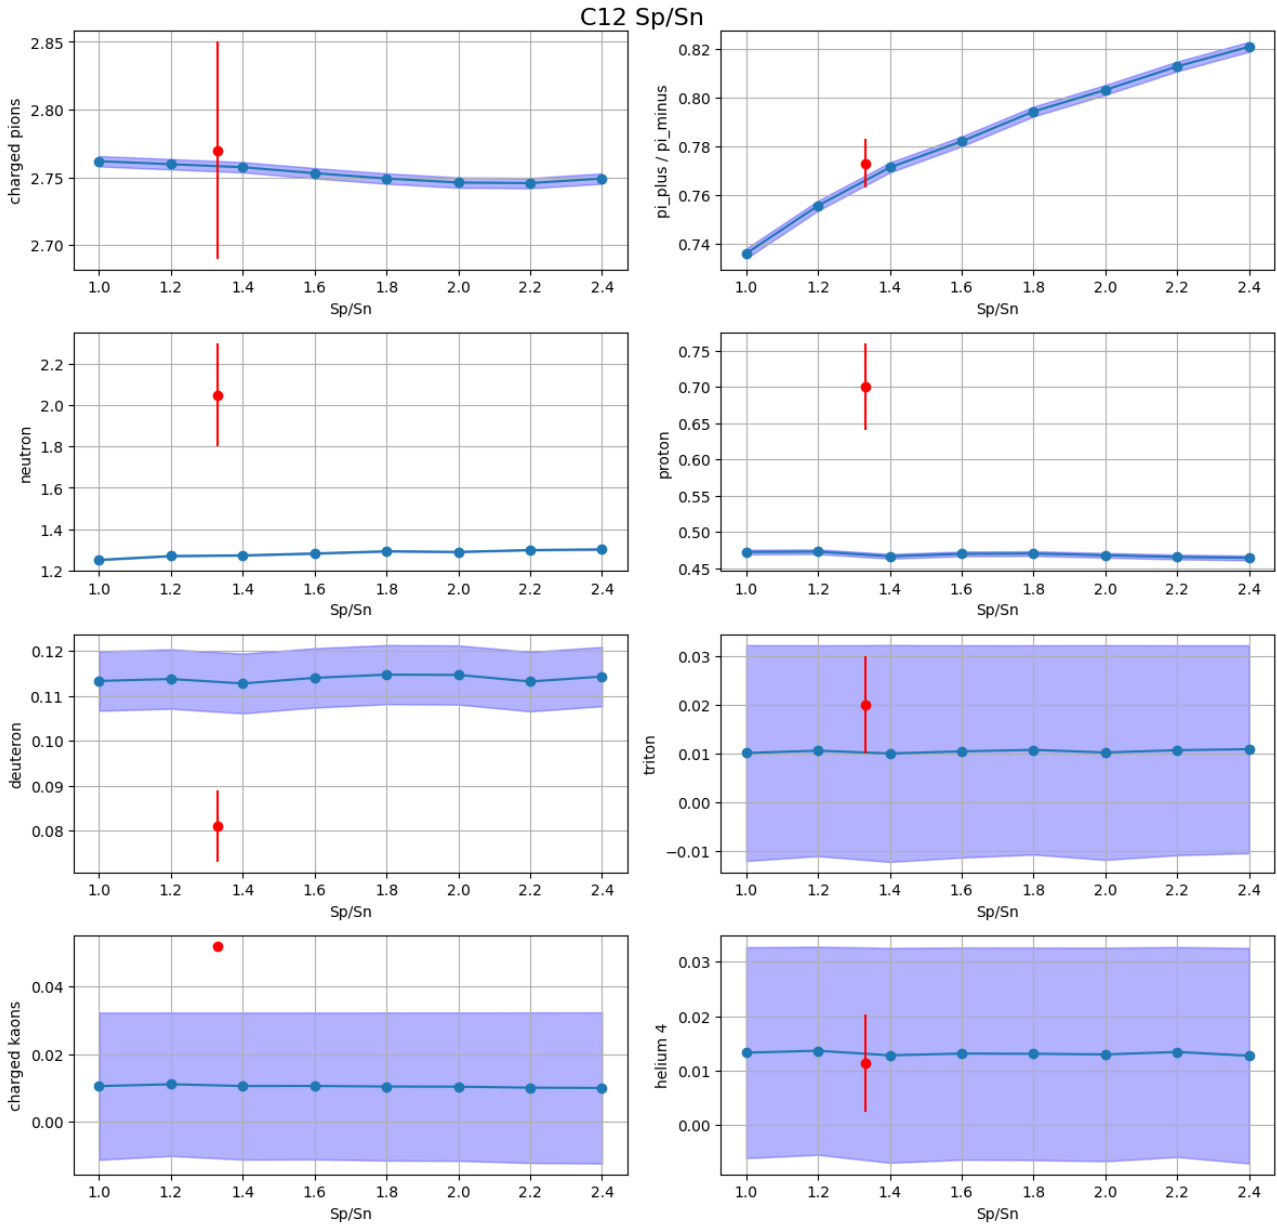 C12 Sp/Sn
charged pions
2.85
2.80
2.75
2.70
1.0 1.2 1.4 1.6 1.8 2.0 2.2 2.4
Sp/Sn
pi_plus / pi_minus
0.82
0.80
0.78
0.76
0.74
1.0 1.2 1.4 1.6 1.8 2.0 2.2 2.4
Sp/Sn
neutron
2.2
2.0
1.8
1.6
1.4
1.2
1.0 1.2 1.4 1.6 1.8 2.0 2.2 2.4
Sp/Sn
proton
0.75
0.70
0.65
0.60
0.55
0.50
0.45
1.0 1.2 1.4 1.6 1.8 2.0 2.2 2.4
Sp/Sn
deuteron
0.12
0.11
0.10
0.09
0.08
1.0 1.2 1.4 1.6 1.8 2.0 2.2 2.4
Sp/Sn
triton
0.03
0.02
0.01
0.00
−0.01
1.0 1.2 1.4 1.6 1.8 2.0 2.2 2.4
Sp/Sn
charged kaons
0.04
0.02
0.00
1.0 1.2 1.4 1.6 1.8 2.0 2.2 2.4
Sp/Sn
helium 4
0.03
0.02
0.01
0.00
1.0 1.2 1.4 1.6 1.8 2.0 2.2 2.4
Sp/Sn